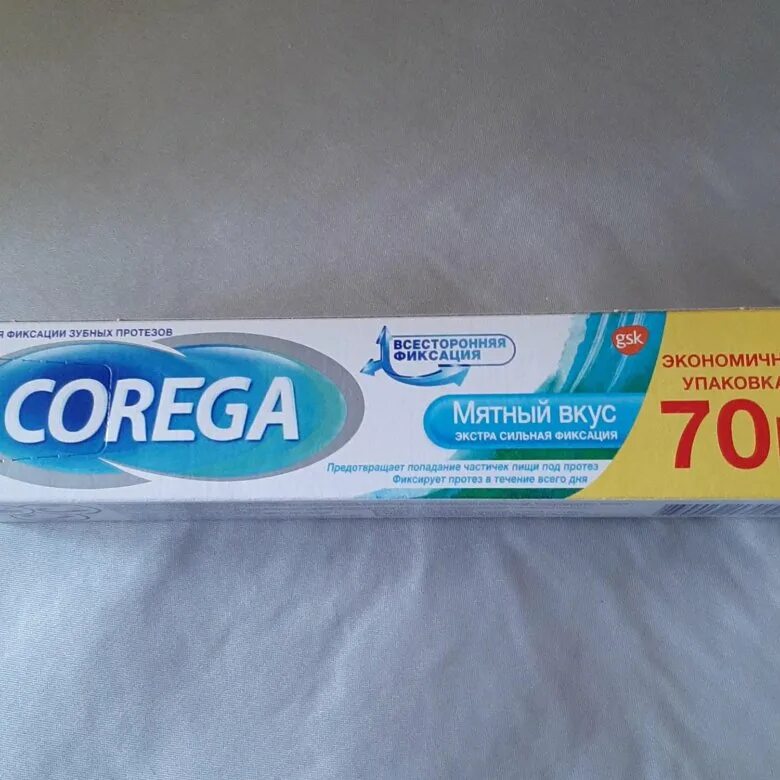 ФИКСАЦИИ ЗУБНЫХ ПРОТЕЗОВ
COREGA
ВСЕСТОРОННЯЯ
ФИКСАЦИЯ
Мятный вкус
ЭКСТРА СИЛЬНАЯ ФИКСАЦИЯ
Предотвращает попадание частичек пищи под протез
Фиксирует протез в течение всего дня
gsk
ЭКОНОМИЧН
УПАКОВКА
70